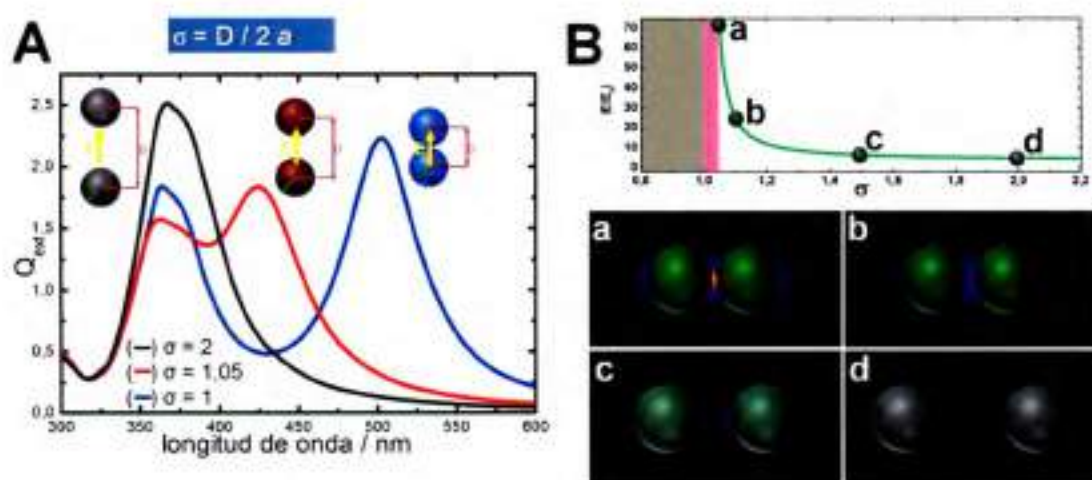 A
σ = D / 2 a
Q_ext
2.5
2.0
1.5
1.0
0.5
0.0
(—) σ = 2
(—) σ = 1,05
(—) σ = 1
300 350 400 450 500 550 600
longitud de onda / nm
B
70
60
50
40
30
20
10
0
a
b
c
d
0,8 1,0 1,2 1,4 1,6 1,8 2,0 2,2
σ
a
b
c
d